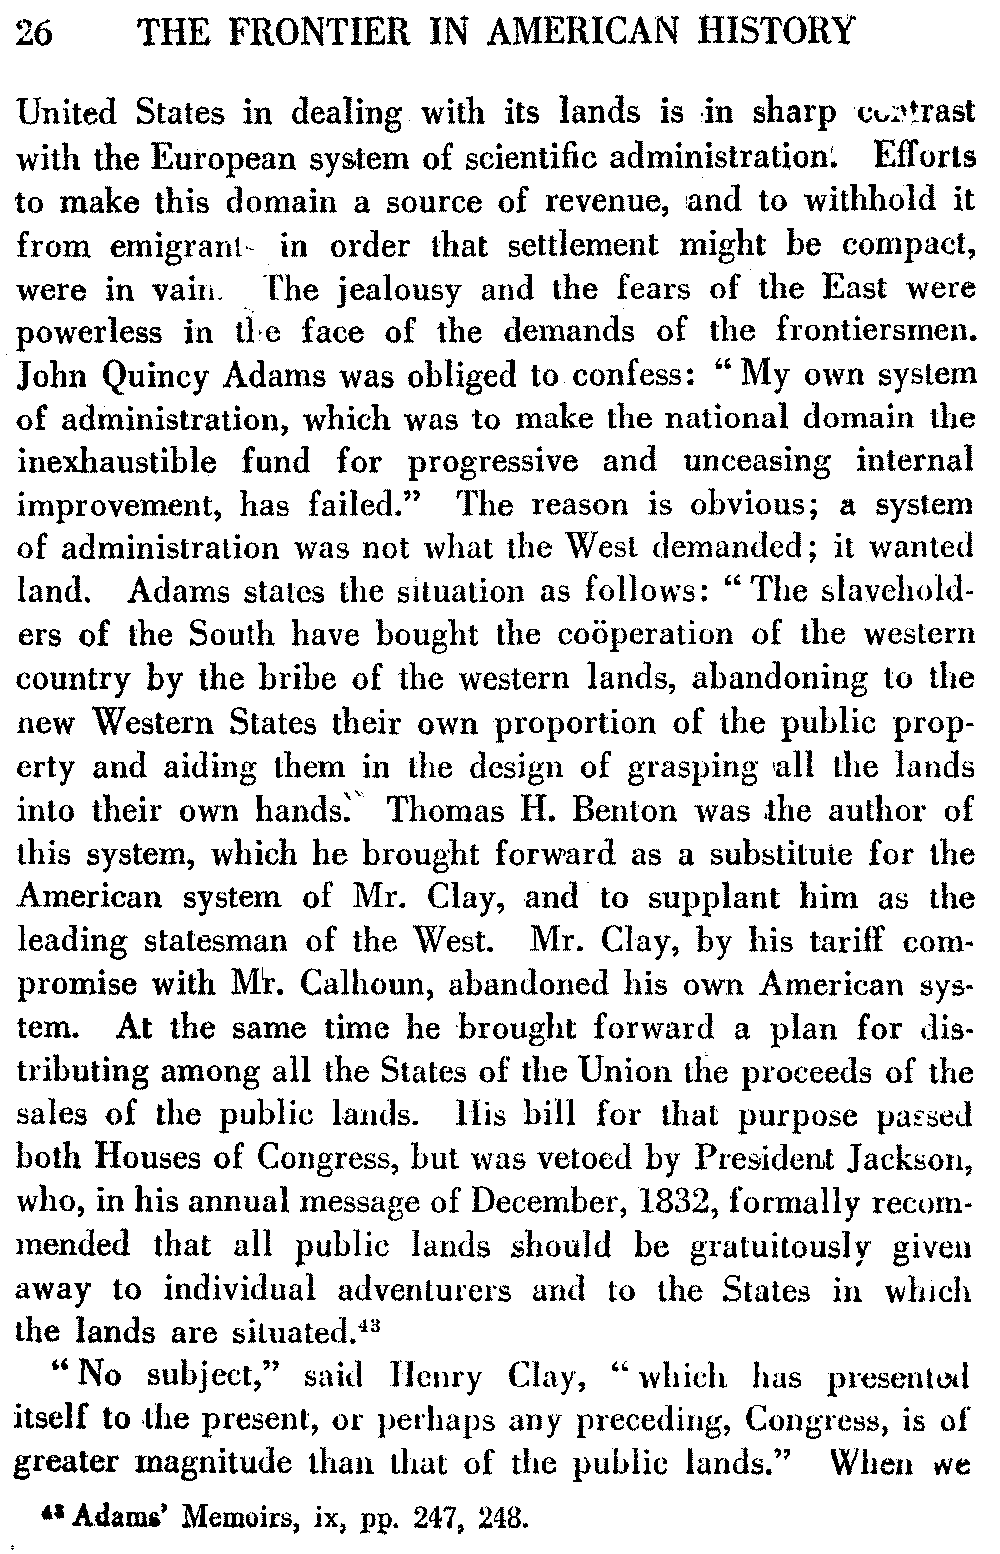 26 THE FRONTIER IN AMERICAN HISTORY
United States in dealing with its lands is in sharp contrast
with the European system of scientific administration. Efforts
to make this domain a source of revenue, and to withhold it
from emigrants in order that settlement might be compact,
were in vain. The jealousy and the fears of the East were
powerless in the face of the demands of the frontiersmen.
John Quincy Adams was obliged to confess: “My own system
of administration, which was to make the national domain the
inexhaustible fund for progressive and unceasing internal
improvement, has failed.” The reason is obvious; a system
of administration was not what the West demanded; it wanted
land. Adams states the situation as follows: “The slavehold-
ers of the South have bought the coöperation of the western
country by the bribe of the western lands, abandoning to the
new Western States their own proportion of the public prop-
erty and aiding them in the design of grasping all the lands
into their own hands.” Thomas H. Benton was the author of
this system, which he brought forward as a substitute for the
American system of Mr. Clay, and to supplant him as the
leading statesman of the West. Mr. Clay, by his tariff com-
promise with Mr. Calhoun, abandoned his own American sys-
tem. At the same time he brought forward a plan for dis-
tributing among all the States of the Union the proceeds of the
sales of the public lands. His bill for that purpose passed
both Houses of Congress, but was vetoed by President Jackson,
who, in his annual message of December, 1832, formally recom-
mended that all public lands should be gratuitously given
away to individual adventurers and to the States in which
the lands are situated.43
“No subject,” said Henry Clay, “which has presented
itself to the present, or perhaps any preceding, Congress, is of
greater magnitude than that of the public lands.” When we
43 Adams’ Memoirs, ix, pp. 247, 248.